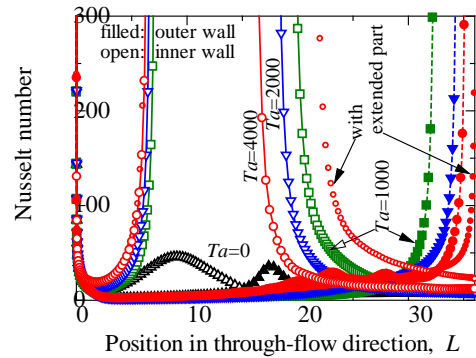 300
filled: outer wall
open: inner wall
200
Nusselt number
Ta=2000
Ta=4000
with
extended part
100
Ta=1000
Ta=0
0
0 10 20 30
Position in through-flow direction, L